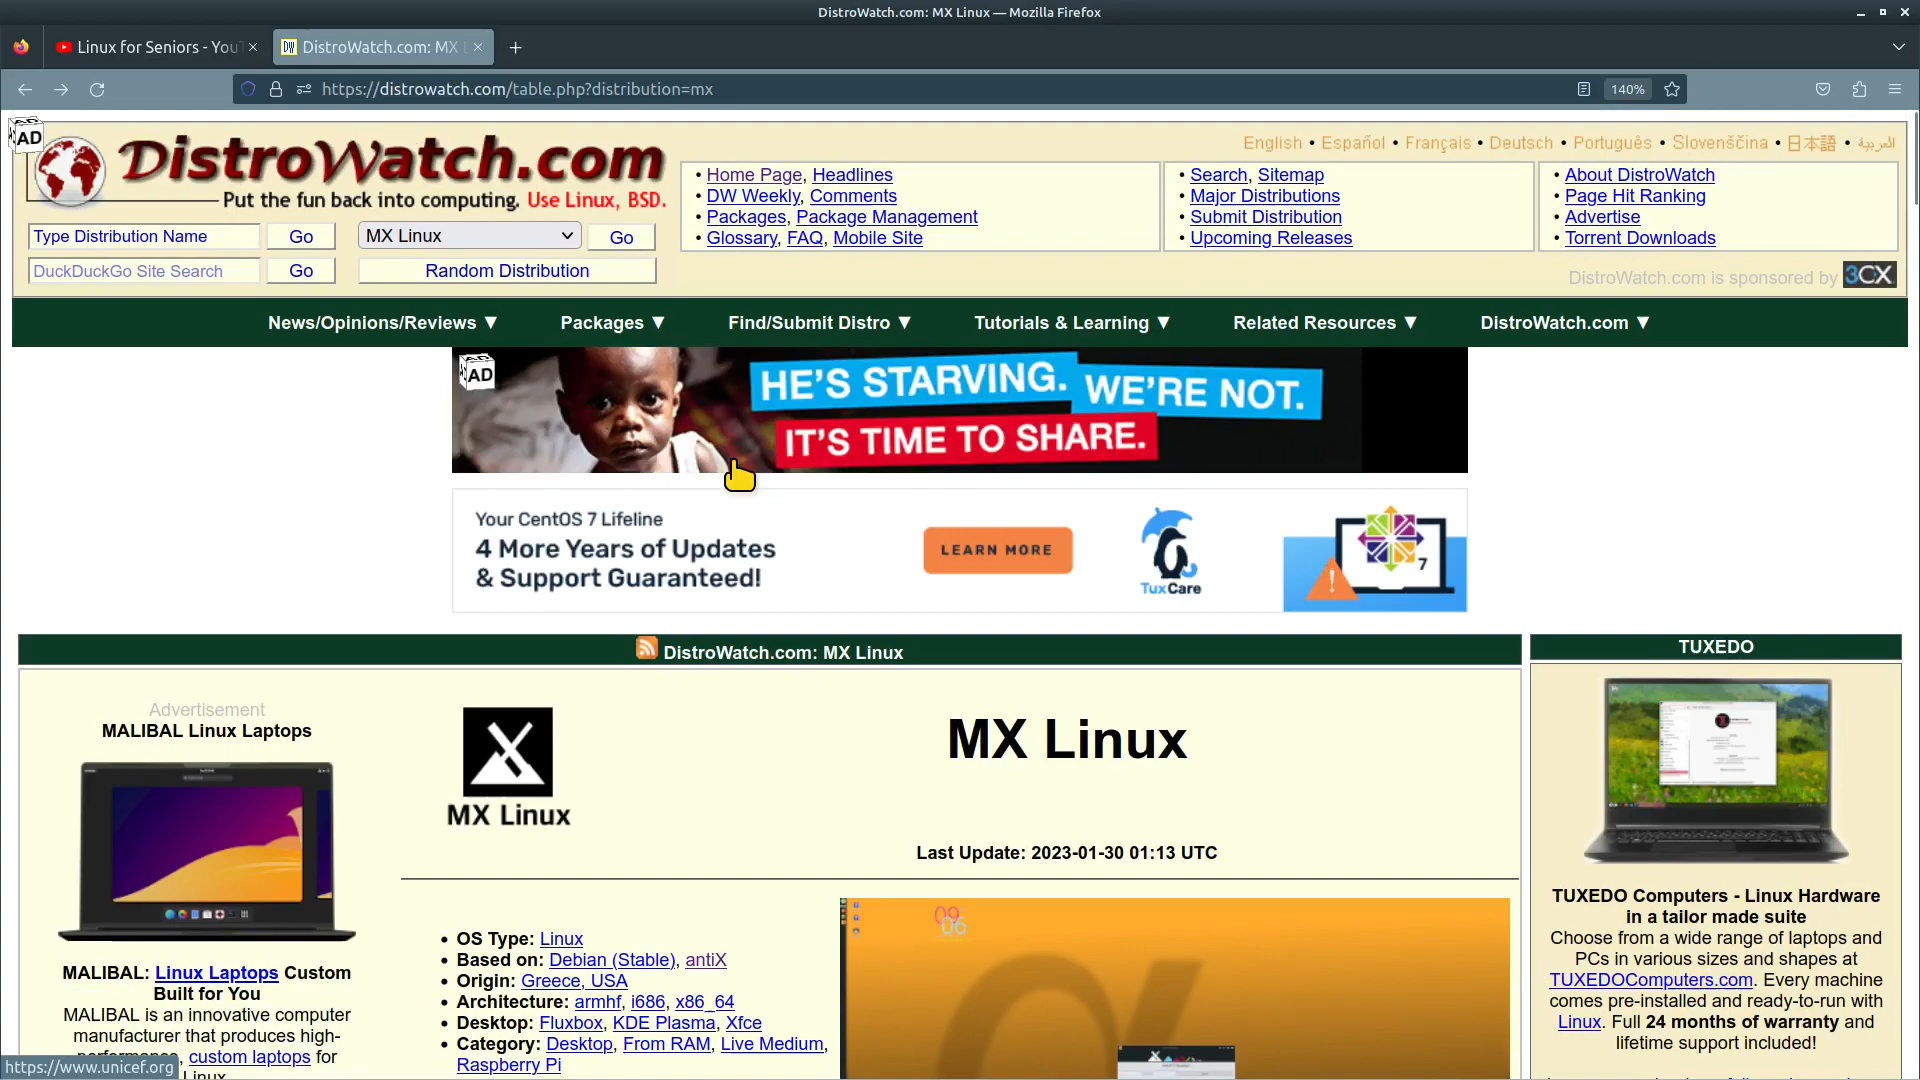 DistroWatch.com: MX Linux — Mozilla Firefox
Linux for Seniors - You
DistroWatch.com: MX L
https://distrowatch.com/table.php?distribution=mx
140%
AD
DistroWatch.com
Put the fun back into computing. Use Linux, BSD.
English • Español • Français • Deutsch • Português • Slovenščina • 日本語 • العربية
• Home Page, Headlines
• DW Weekly, Comments
• Packages, Package Management
• Glossary, FAQ, Mobile Site
• Search, Sitemap
• Major Distributions
• Submit Distribution
• Upcoming Releases
• About DistroWatch
• Page Hit Ranking
• Advertise
• Torrent Downloads
Type Distribution Name Go MX Linux Go
DuckDuckGo Site Search Go Random Distribution
DistroWatch.com is sponsored by 3CX
News/Opinions/Reviews ▼ Packages ▼ Find/Submit Distro ▼ Tutorials & Learning ▼ Related Resources ▼ DistroWatch.com ▼
AD
HE'S STARVING. WE'RE NOT.
IT'S TIME TO SHARE.
Your CentOS 7 Lifeline
4 More Years of Updates
& Support Guaranteed!
LEARN MORE
TuxCare
7
DistroWatch.com: MX Linux
TUXEDO
Advertisement
MALIBAL Linux Laptops
MALIBAL: Linux Laptops Custom
Built for You
MALIBAL is an innovative computer
manufacturer that produces high-
custom laptops for
Linux.
MX Linux
MX Linux
Last Update: 2023-01-30 01:13 UTC
• OS Type: Linux
• Based on: Debian (Stable), antiX
• Origin: Greece, USA
• Architecture: armhf, i686, x86_64
• Desktop: Fluxbox, KDE Plasma, Xfce
• Category: Desktop, From RAM, Live Medium,
Raspberry Pi
09
06
TUXEDO Computers - Linux Hardware
in a tailor made suite
Choose from a wide range of laptops and
PCs in various sizes and shapes at
TUXEDOComputers.com. Every machine
comes pre-installed and ready-to-run with
Linux. Full 24 months of warranty and
lifetime support included!
https://www.unicef.org